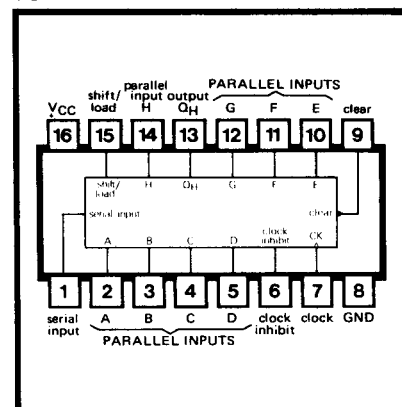 parallel
shift/ input output PARALLEL INPUTS
VCC load H QH G F E clear
16 15 14 13 12 11 10 9
shift/ load H QH G F E
serial input clear
A B C D clock inhibit CK
1 2 3 4 5 6 7 8
serial input A B C D clock inhibit clock GND
PARALLEL INPUTS